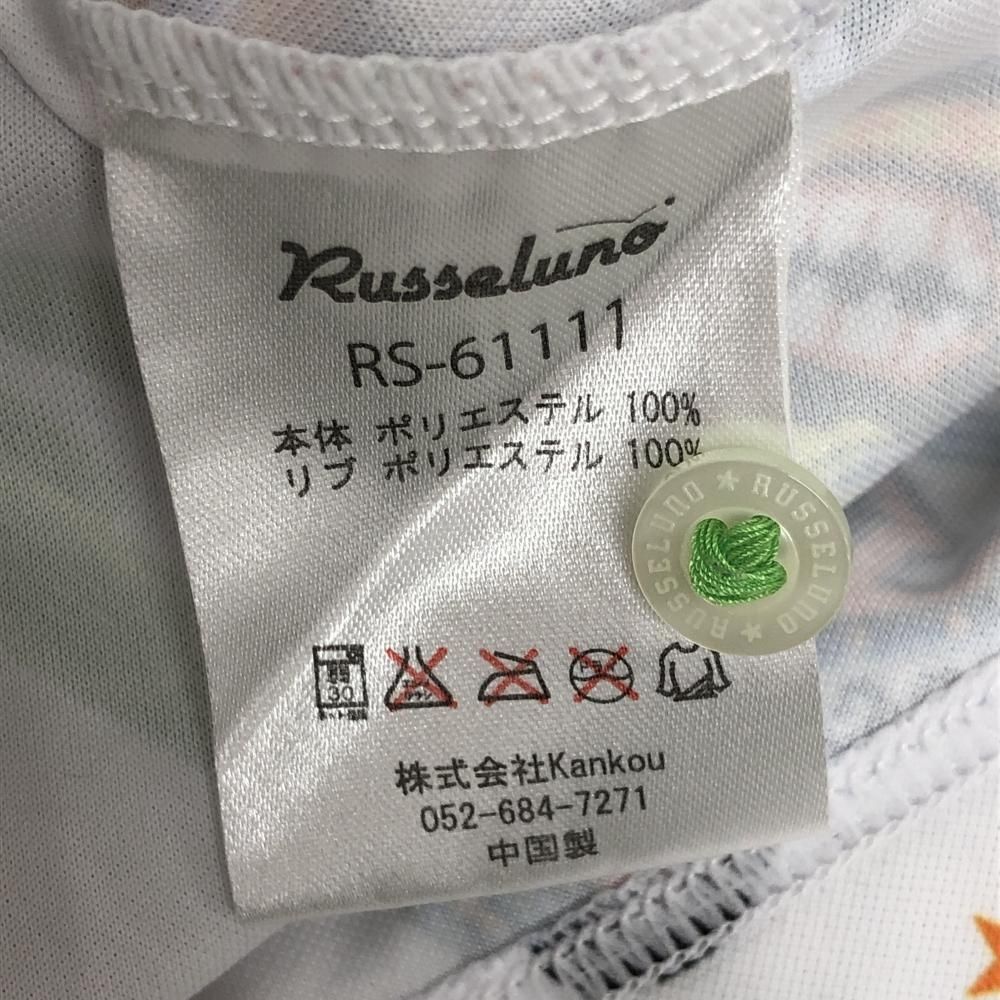 Russeluno
RS-61111
本体 ポリエステル 100%
リブ ポリエステル 100%
RUSSELUNO ★ RUSSELUNO ★
30
株式会社Kankou
052-684-7271
中国製